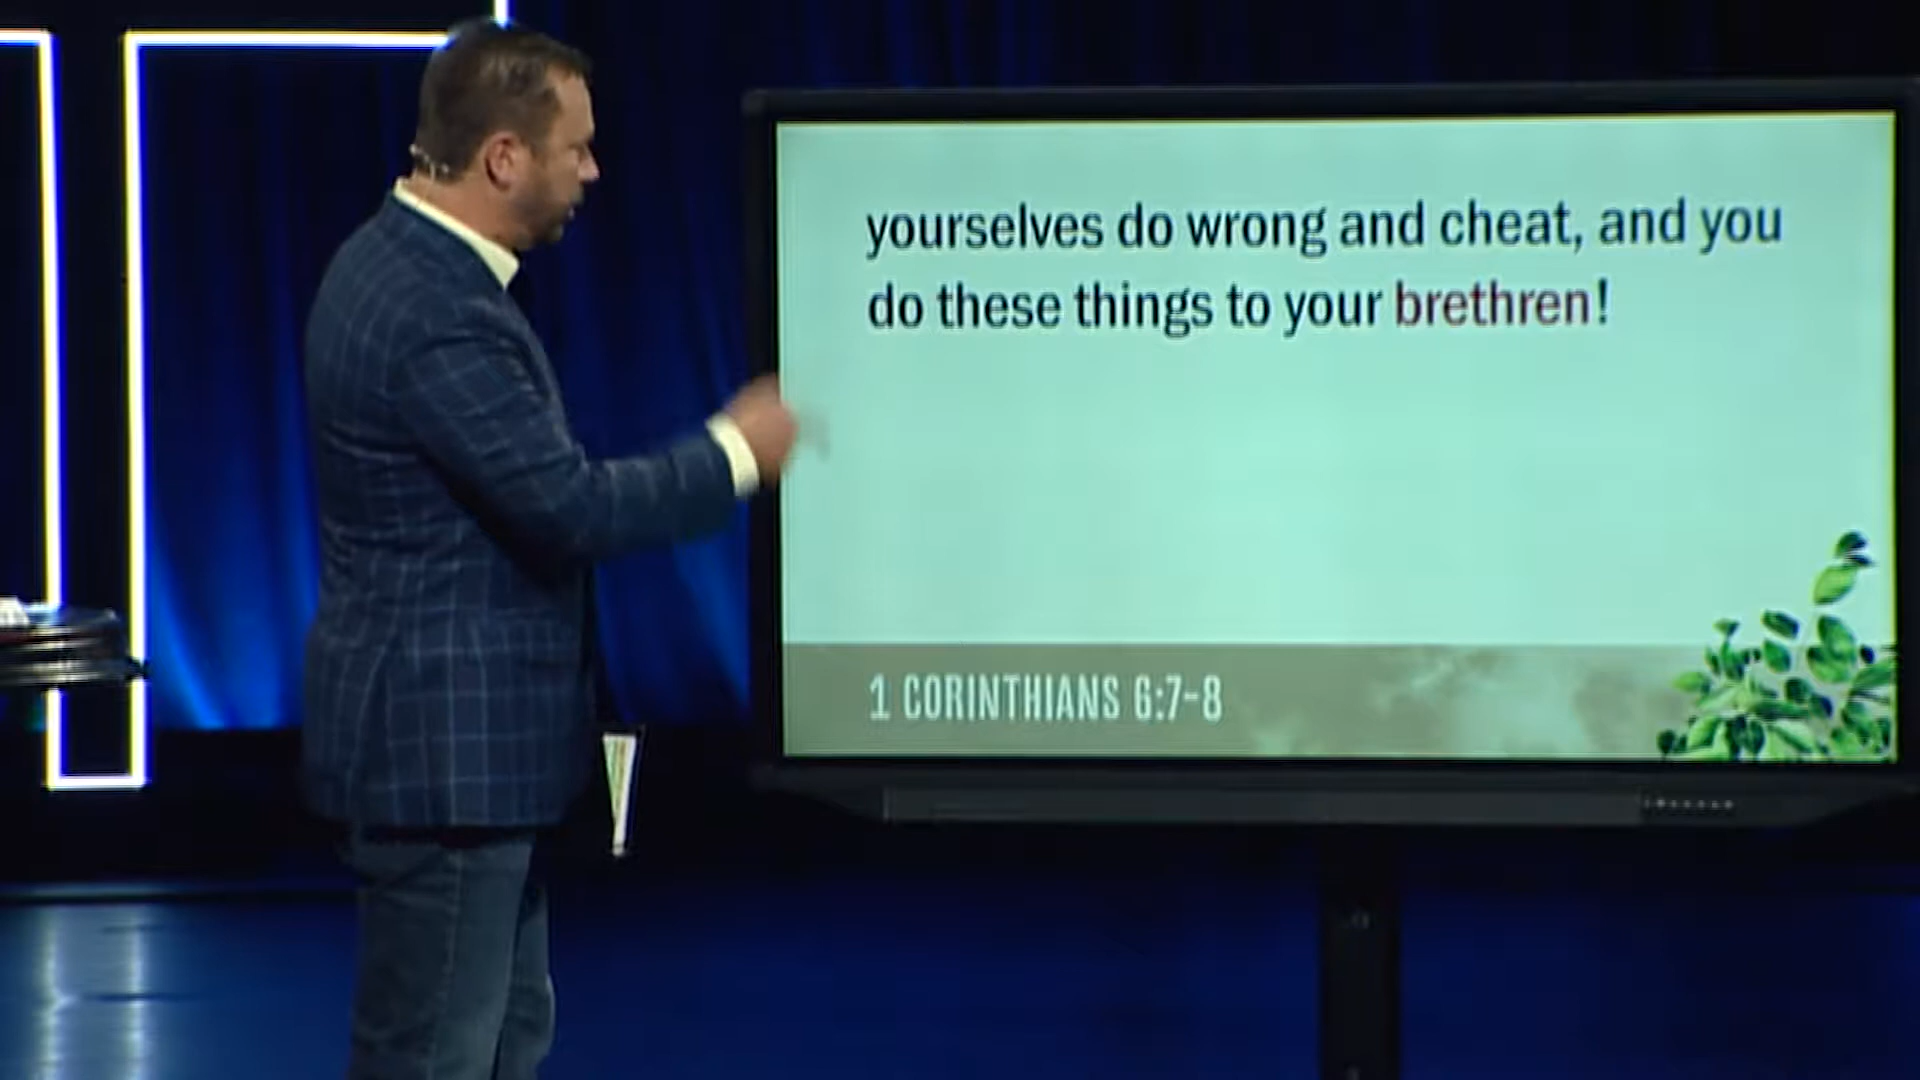 yourselves do wrong and cheat, and you
do these things to your brethren!
1 CORINTHIANS 6:7-8